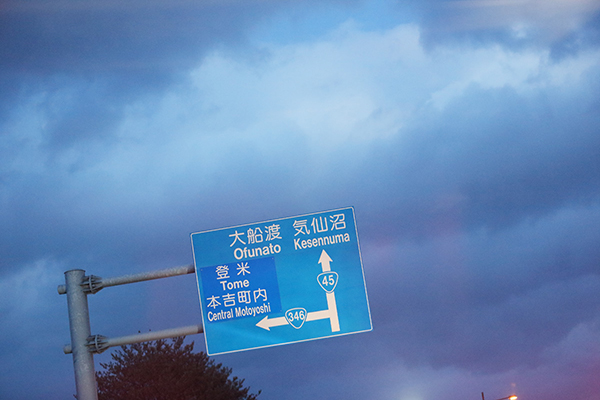 大船渡 気仙沼
Ofunato Kesennuma
登米
Tome
本吉町内
Central Motoyoshi
45
346